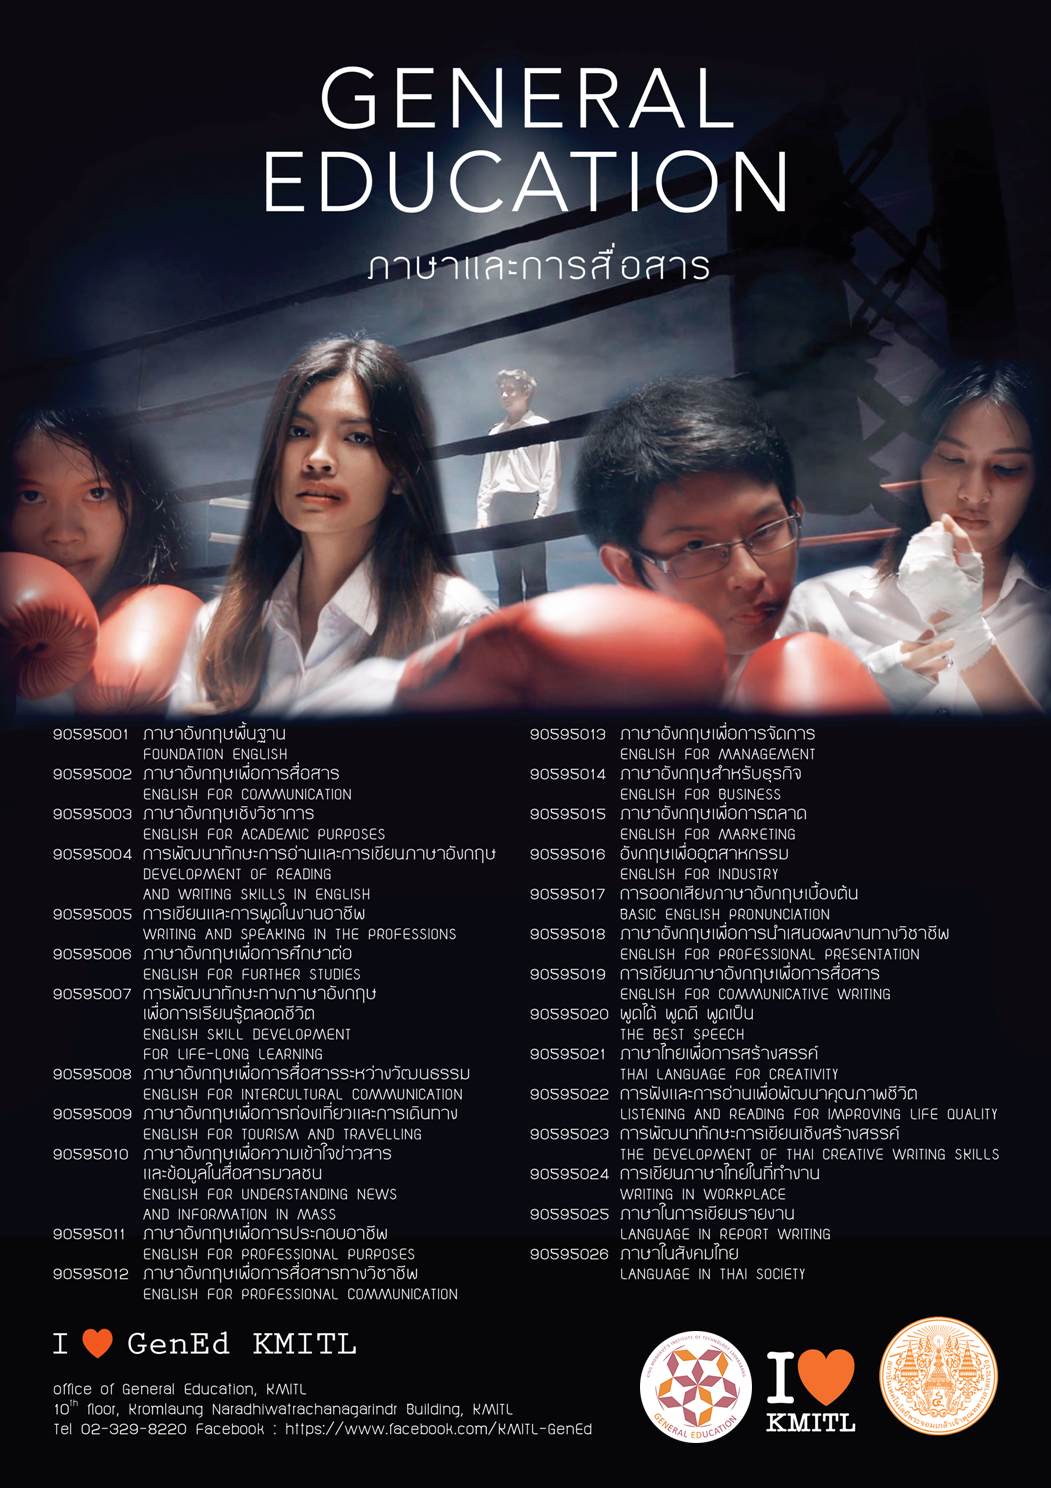 GENERAL
EDUCATION
ภาษาและการสื่อสาร
90595001 ภาษาอังกฤษพื้นฐาน
FOUNDATION ENGLISH
90595002 ภาษาอังกฤษเพื่อการสื่อสาร
ENGLISH FOR COMMUNICATION
90595003 ภาษาอังกฤษเชิงวิชาการ
ENGLISH FOR ACADEMIC PURPOSES
90595004 การพัฒนาทักษะการอ่านและการเขียนภาษาอังกฤษ
DEVELOPMENT OF READING
AND WRITING SKILLS IN ENGLISH
90595005 การเขียนและการพูดในงานอาชีพ
WRITING AND SPEAKING IN THE PROFESSIONS
90595006 ภาษาอังกฤษเพื่อการศึกษาต่อ
ENGLISH FOR FURTHER STUDIES
90595007 การพัฒนาทักษะทางภาษาอังกฤษ
เพื่อการเรียนรู้ตลอดชีวิต
ENGLISH SKILL DEVELOPMENT
FOR LIFE-LONG LEARNING
90595008 ภาษาอังกฤษเพื่อการสื่อสารระหว่างวัฒนธรรม
ENGLISH FOR INTERCULTURAL COMMUNICATION
90595009 ภาษาอังกฤษเพื่อการท่องเที่ยวและการเดินทาง
ENGLISH FOR TOURISM AND TRAVELLING
90595010 ภาษาอังกฤษเพื่อความเข้าใจข่าวสาร
และข้อมูลในสื่อสารมวลชน
ENGLISH FOR UNDERSTANDING NEWS
AND INFORMATION IN MASS
90595011 ภาษาอังกฤษเพื่อการประกอบอาชีพ
ENGLISH FOR PROFESSIONAL PURPOSES
90595012 ภาษาอังกฤษเพื่อการสื่อสารทางวิชาชีพ
ENGLISH FOR PROFESSIONAL COMMUNICATION
90595013 ภาษาอังกฤษเพื่อการจัดการ
ENGLISH FOR MANAGEMENT
90595014 ภาษาอังกฤษสำหรับธุรกิจ
ENGLISH FOR BUSINESS
90595015 ภาษาอังกฤษเพื่อการตลาด
ENGLISH FOR MARKETING
90595016 อังกฤษเพื่ออุตสาหกรรม
ENGLISH FOR INDUSTRY
90595017 การออกเสียงภาษาอังกฤษเบื้องต้น
BASIC ENGLISH PRONUNCIATION
90595018 ภาษาอังกฤษเพื่อการนำเสนอผลงานทางวิชาชีพ
ENGLISH FOR PROFESSIONAL PRESENTATION
90595019 การเขียนภาษาอังกฤษเพื่อการสื่อสาร
ENGLISH FOR COMMUNICATIVE WRITING
90595020 พูดได้ พูดดี พูดเป็น
THE BEST SPEECH
90595021 ภาษาไทยเพื่อการสร้างสรรค์
THAI LANGUAGE FOR CREATIVITY
90595022 การฟังและการอ่านเพื่อพัฒนาคุณภาพชีวิต
LISTENING AND READING FOR IMPROVING LIFE QUALITY
90595023 การพัฒนาทักษะการเขียนเชิงสร้างสรรค์
THE DEVELOPMENT OF THAI CREATIVE WRITING SKILLS
90595024 การเขียนภาษาไทยในที่ทำงาน
WRITING IN WORKPLACE
90595025 ภาษาในการเขียนรายงาน
LANGUAGE IN REPORT WRITING
90595026 ภาษาในสังคมไทย
LANGUAGE IN THAI SOCIETY
I GenEd KMITL
office of General Education, KMITL
10th floor, Kromlaung Naradhiwatrachanagarindr Building, KMITL
Tel 02-329-8220 Facebook : https://www.facebook.com/KMITL-GenEd
KING MONGKUT'S INSTITUTE OF TECHNOLOGY LADKRABANG
GENERAL EDUCATION
I
KMITL